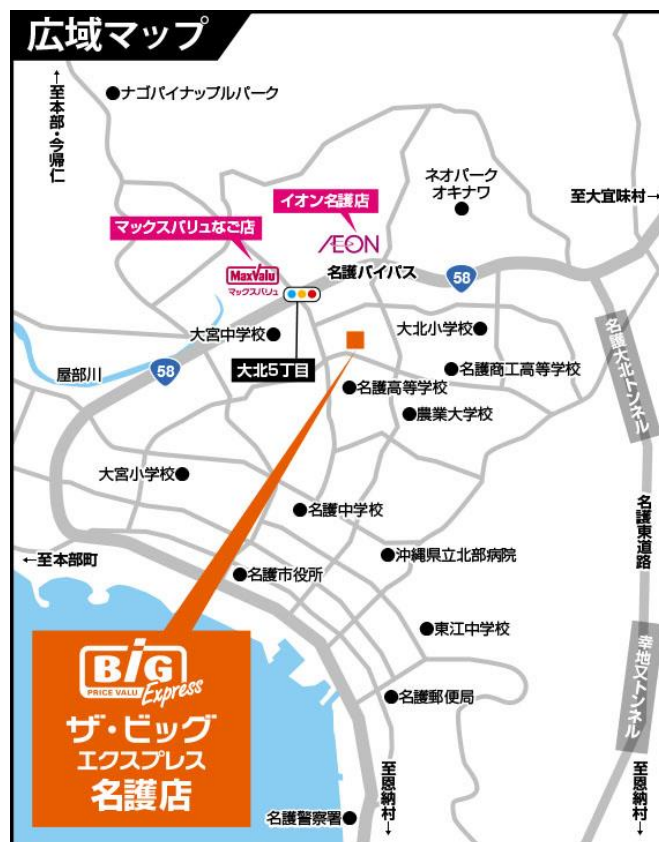 広域マップ
←至本部・今帰仁
ナゴパイナップルパーク
ネオパーク
オキナワ
至大宜味村→
イオン名護店
マックスバリュなご店
ÆON
MaxValu
マックスバリュ
名護バイパス
58
大宮中学校
大北小学校
大北5丁目
屋部川
58
名護商工高等学校
名護高等学校
農業大学校
名護大北トンネル
大宮小学校
名護中学校
名護東道路
沖縄県立北部病院
←至本部町
名護市役所
東江中学校
幸地又トンネル
BiG
PRICE VALU
Express
ザ・ビッグ
エクスプレス
名護店
名護郵便局
至恩納村→
至恩納村→
名護警察署